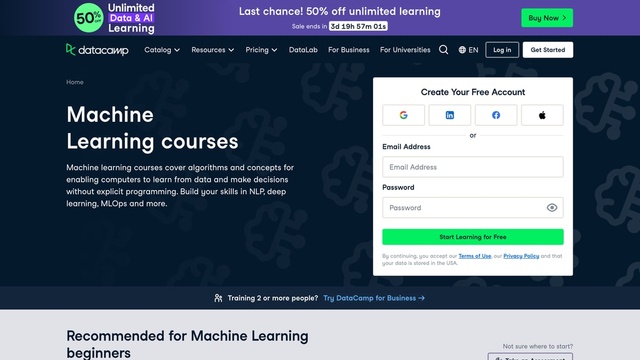 50%
Unlimited
Data & AI
Learning
Last chance! 50% off unlimited learning
Sale ends in 3d 19h 57m 01s
Buy Now
datacamp
Catalog
Resources
Pricing
DataLab
For Business
For Universities
EN
Log in
Get Started
Home
Machine
Learning courses
Machine learning courses cover algorithms and concepts for
enabling computers to learn from data and make decisions
without explicit programming. Build your skills in NLP, deep
learning, MLOps and more.
Create Your Free Account
or
Email Address
Email Address
Password
Password
Start Learning for Free
By continuing, you accept our Terms of Use, our Privacy Policy and that
your data is stored in the USA.
Training 2 or more people? Try DataCamp for Business →
Recommended for Machine Learning
beginners
Not sure where to start?